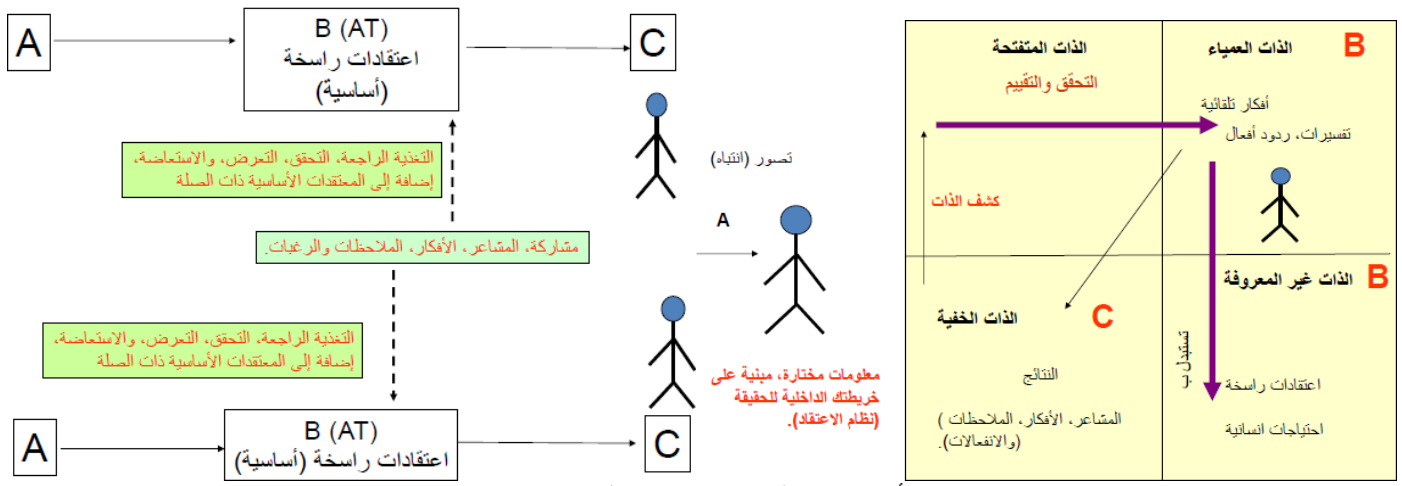 A
B (AT)
اعتقادات راسخة
(أساسية)
C
التغذية الراجعة، التحقق، التعرض، والاستعاضة،
إضافة إلى المعتقدات الأساسية ذات الصلة
تصور (انتباه)
مشاركة، المشاعر، الأفكار، الملاحظات والرغبات.
A
التغذية الراجعة، التحقق، التعرض، والاستعاضة،
إضافة إلى المعتقدات الأساسية ذات الصلة
معلومات مختارة، مبنية على
خريطتك الداخلية للحقيقة
(نظام الاعتقاد).
A
B (AT)
اعتقادات راسخة (أساسية)
C
الذات المتفتحة
التحقق والتقييم
كشف الذات
الذات العمياء
B
أفكار تلقائية
تفسيرات، ردود أفعال
الذات الخفية
C
النتائج
المشاعر، الأفكار، الملاحظات )
(والانفعالات).
الذات غير المعروفة
B
تستبدل ب
اعتقادات راسخة
احتياجات انسانية